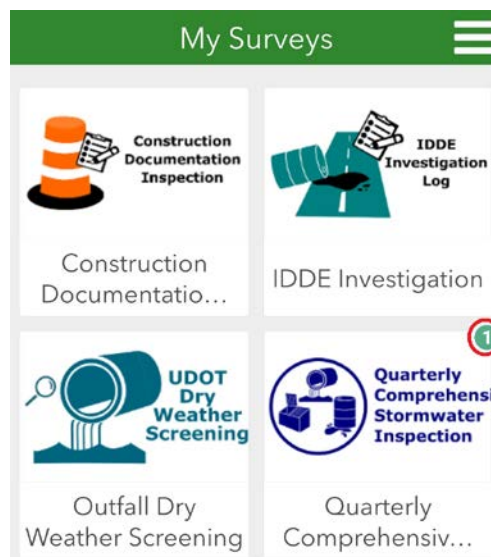 My Surveys
Construction
Documentation
Inspection
Construction
Documentatio...
IDDE
Investigation
Log
IDDE Investigation
UDOT
Dry
Weather
Screening
Outfall Dry
Weather Screening
1
Quarterly
Comprehensi
Stormwater
Inspection
Quarterly
Comprehensiv...